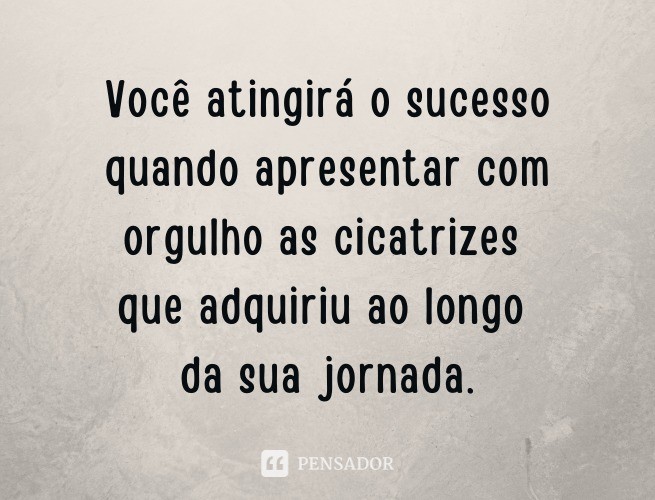 Você atingirá o sucesso
quando apresentar com
orgulho as cicatrizes
que adquiriu ao longo
da sua jornada.
PENSADOR